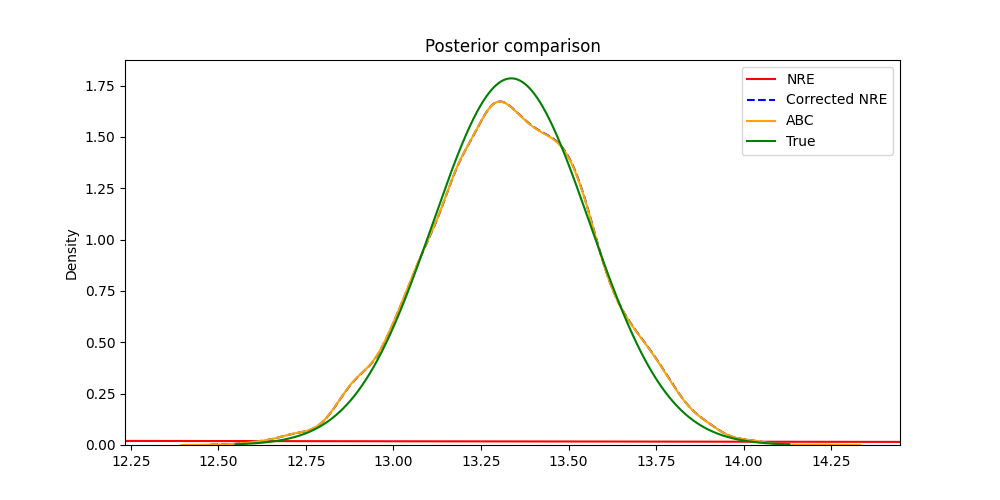 Posterior comparison
NRE
Corrected NRE
ABC
True
Density
1.75
1.50
1.25
1.00
0.75
0.50
0.25
0.00
12.25 12.50 12.75 13.00 13.25 13.50 13.75 14.00 14.25